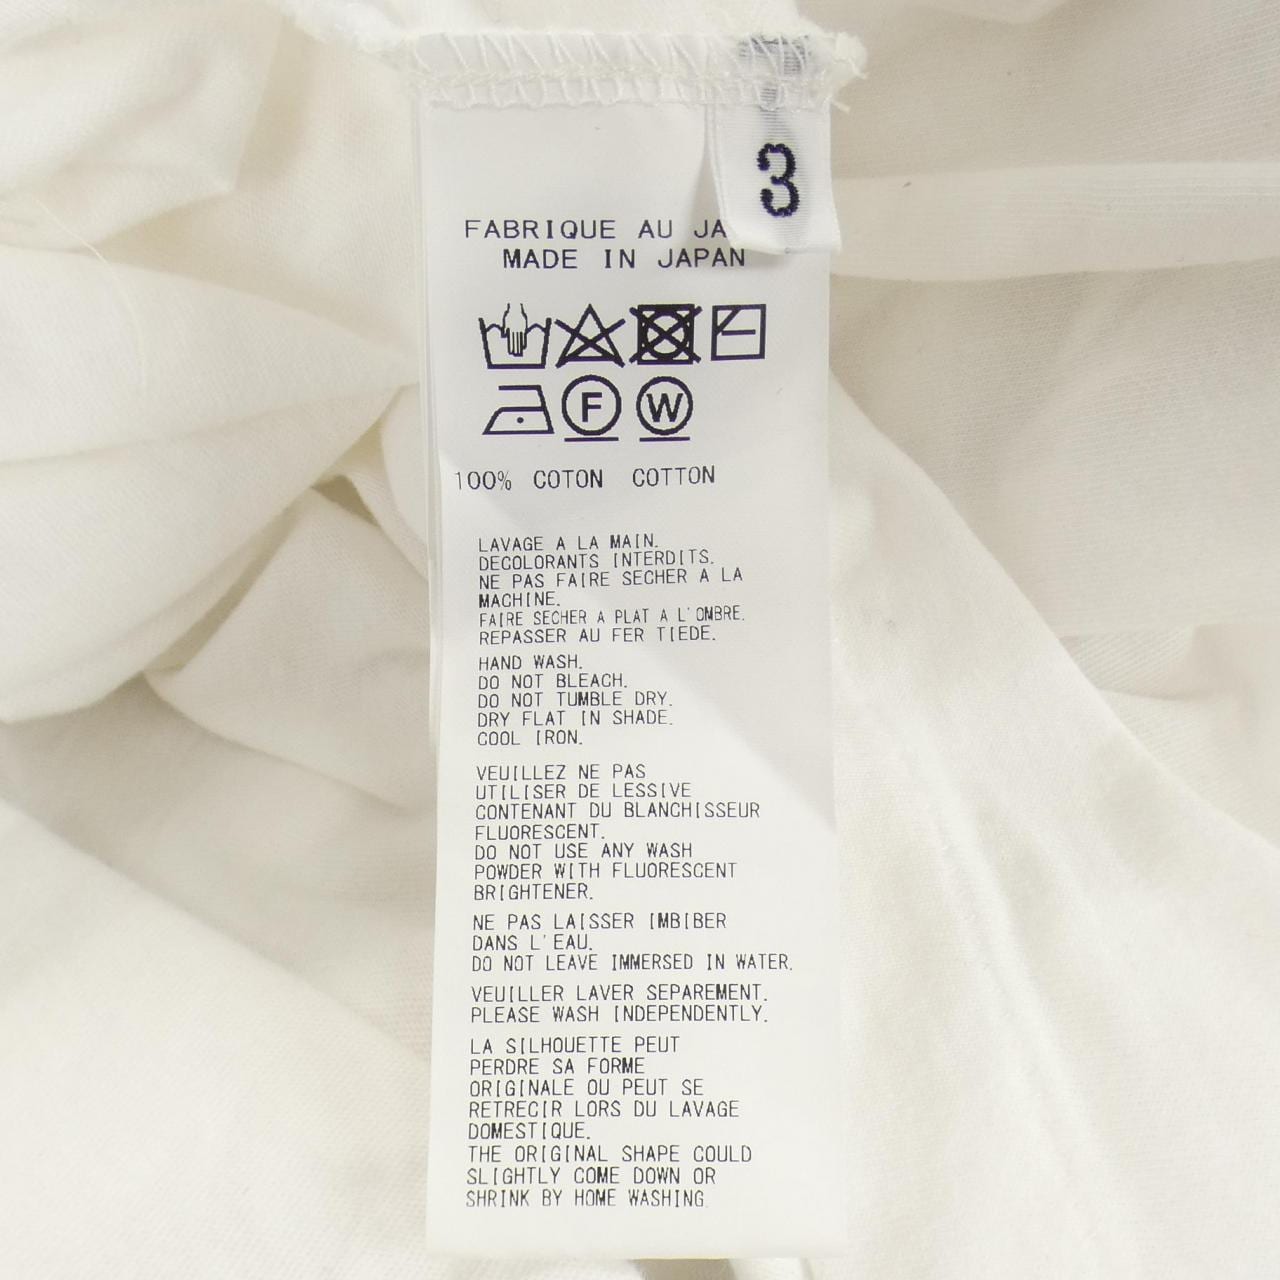 3
FABRIQUE AU JA
MADE IN JAPAN
F W
100% COTON COTTON
LAVAGE A LA MAIN.
DECOLORANTS INTERDITS.
NE PAS FAIRE SECHER A LA
MACHINE.
FAIRE SECHER A PLAT A L'OMBRE.
REPASSER AU FER TIEDE.
HAND WASH.
DO NOT BLEACH.
DO NOT TUMBLE DRY.
DRY FLAT IN SHADE.
COOL IRON.
VEUILLEZ NE PAS
UTILISER DE LESSIVE
CONTENANT DU BLANCHISSEUR
FLUORESCENT.
DO NOT USE ANY WASH
POWDER WITH FLUORESCENT
BRIGHTENER.
NE PAS LAISSER IMBIBER
DANS L'EAU.
DO NOT LEAVE IMMERSED IN WATER.
VEUILLER LAVER SEPAREMENT.
PLEASE WASH INDEPENDENTLY.
LA SILHOUETTE PEUT
PERDRE SA FORME
ORIGINALE OU PEUT SE
RETRECIR LORS DU LAVAGE
DOMESTIQUE.
THE ORIGINAL SHAPE COULD
SLIGHTLY COME DOWN OR
SHRINK BY HOME WASHING.